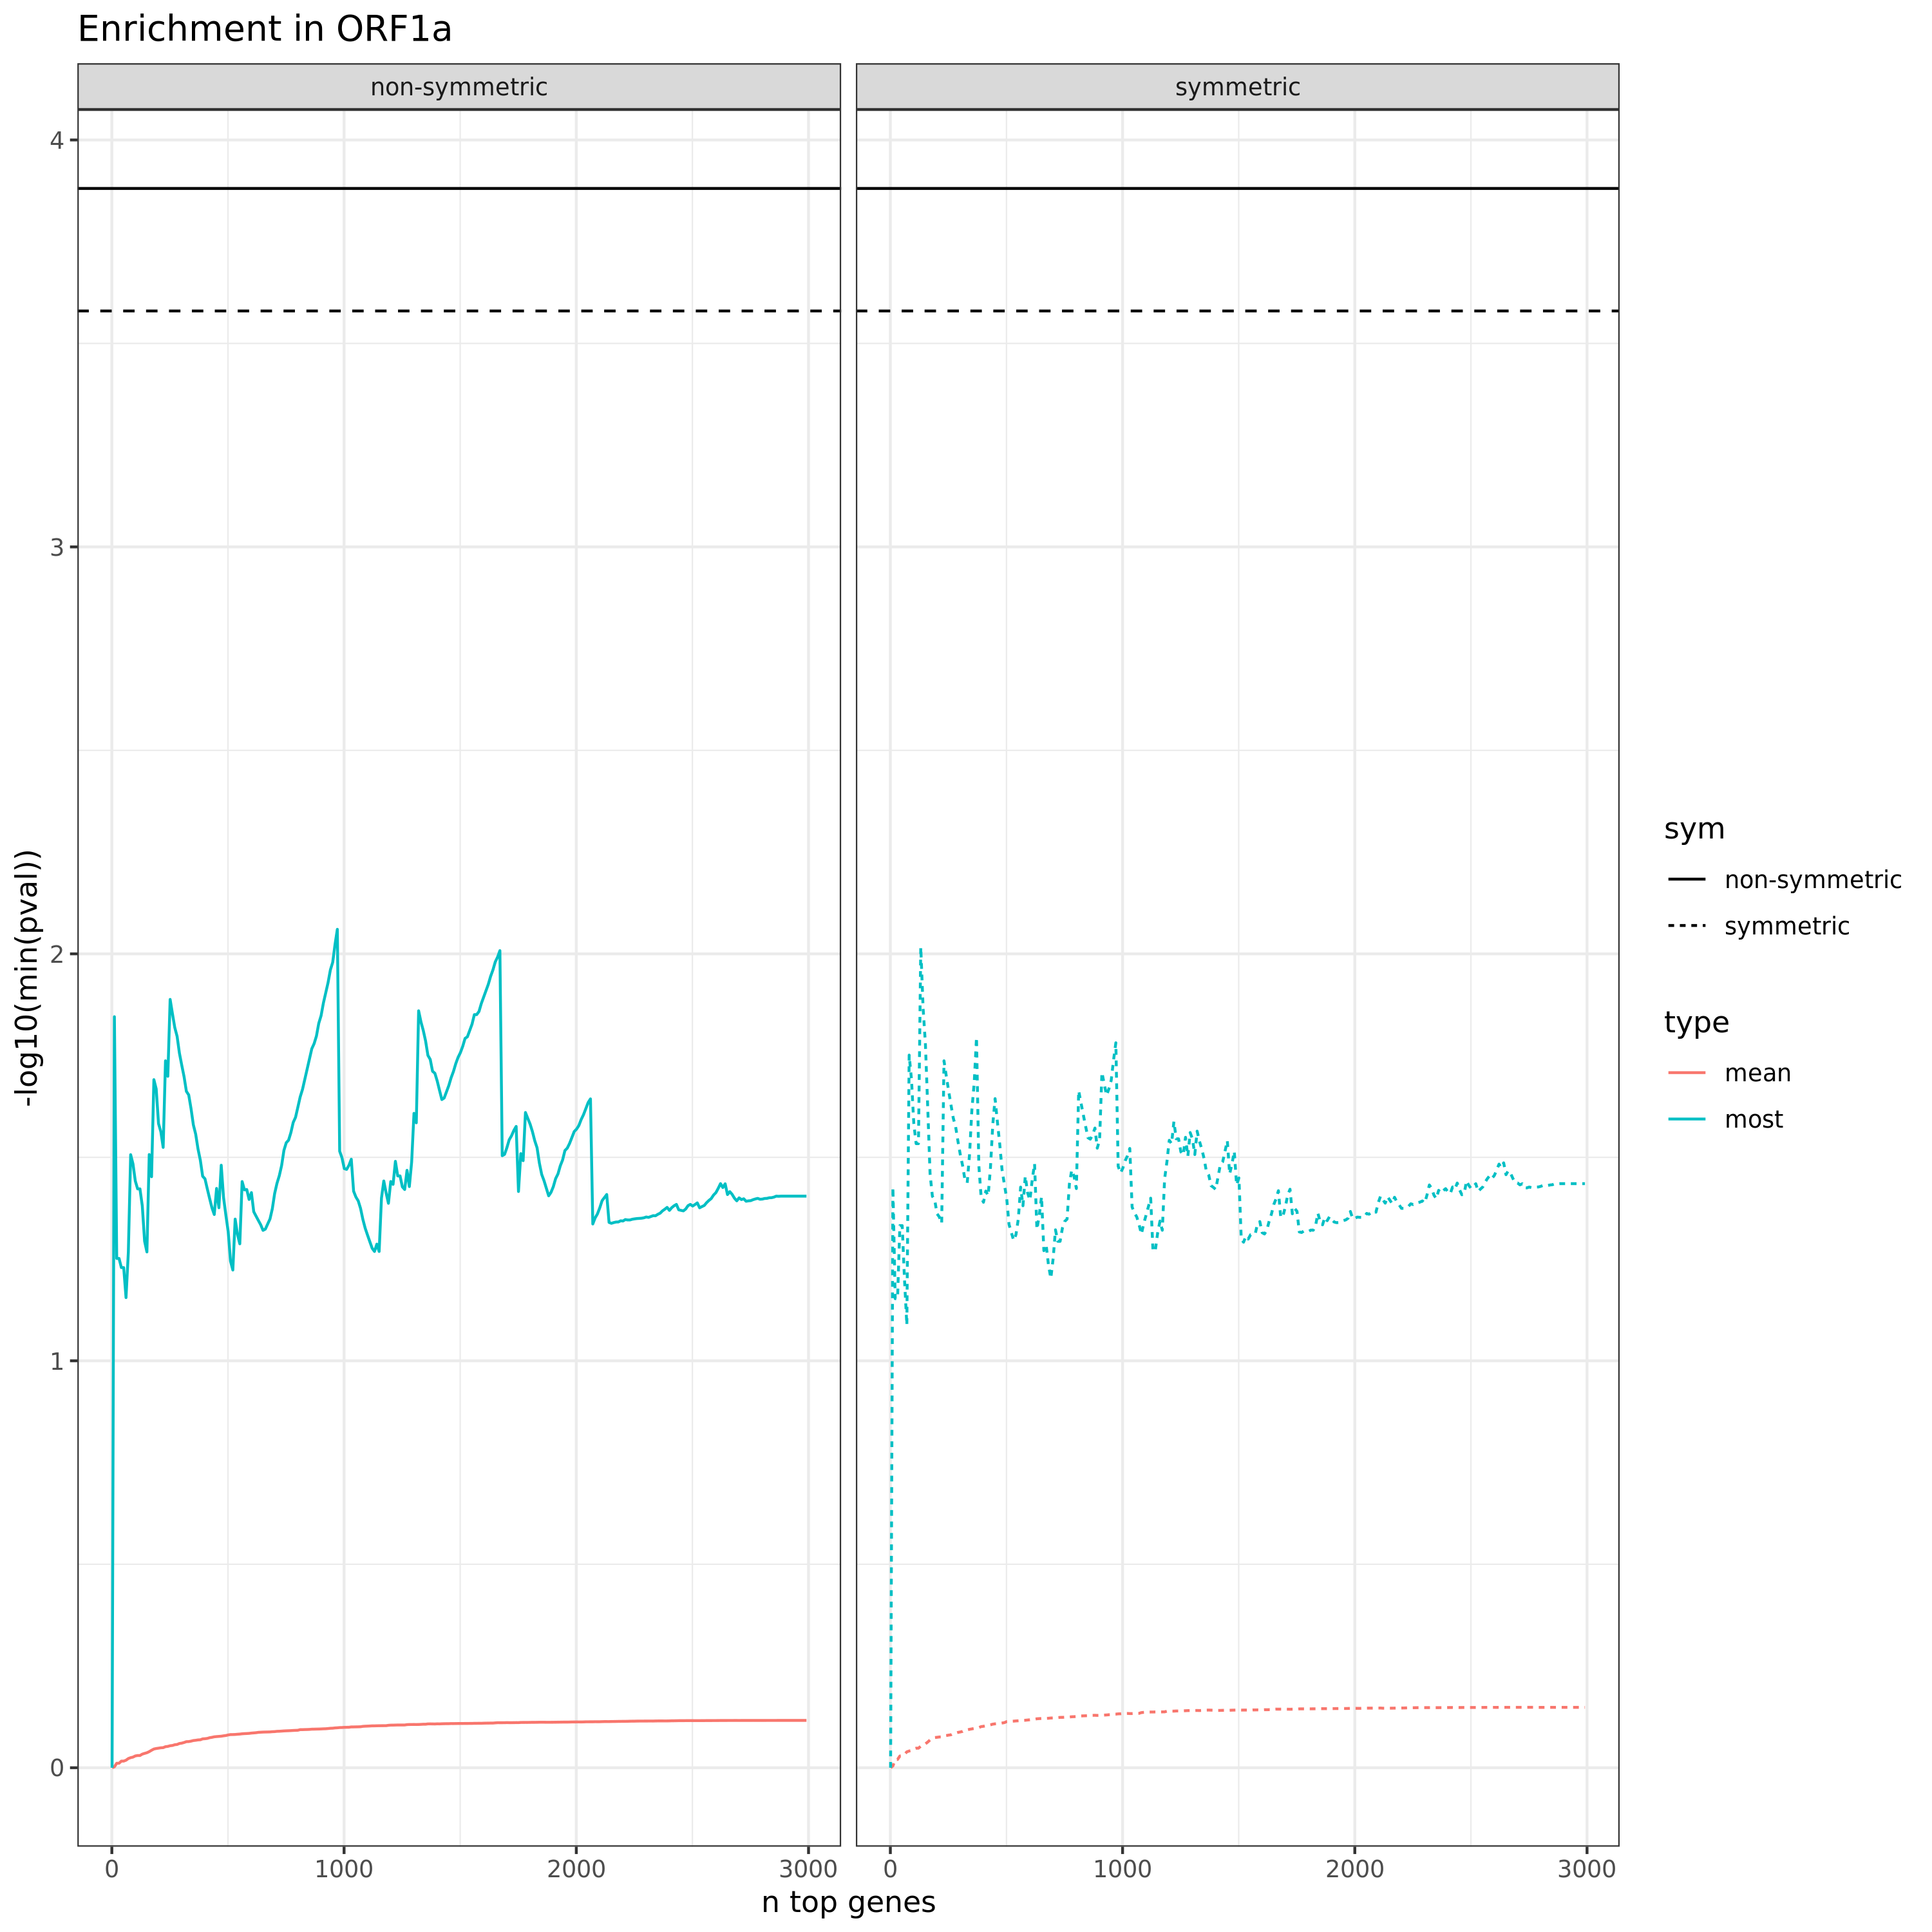 Enrichment in ORF1a
non-symmetric
symmetric
-log10(min(pval))
4
3
2
1
0
0 1000 2000 3000
0 1000 2000 3000
n top genes
sym
non-symmetric
symmetric
type
mean
most